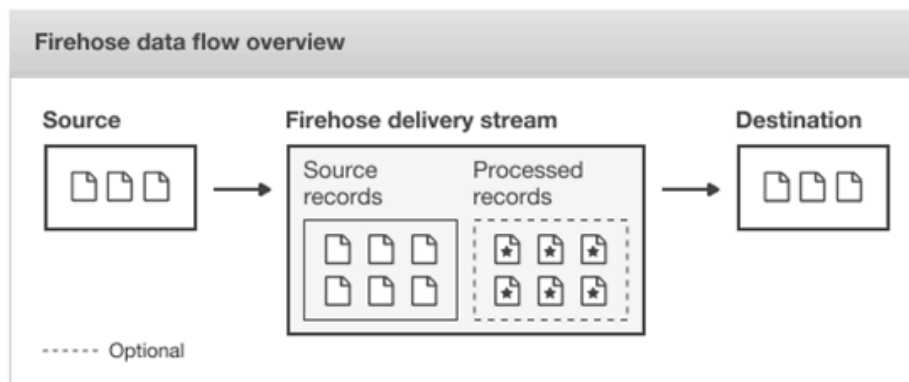 Firehose data flow overview
Source
Firehose delivery stream
Destination
Source
records
Processed
records
Optional